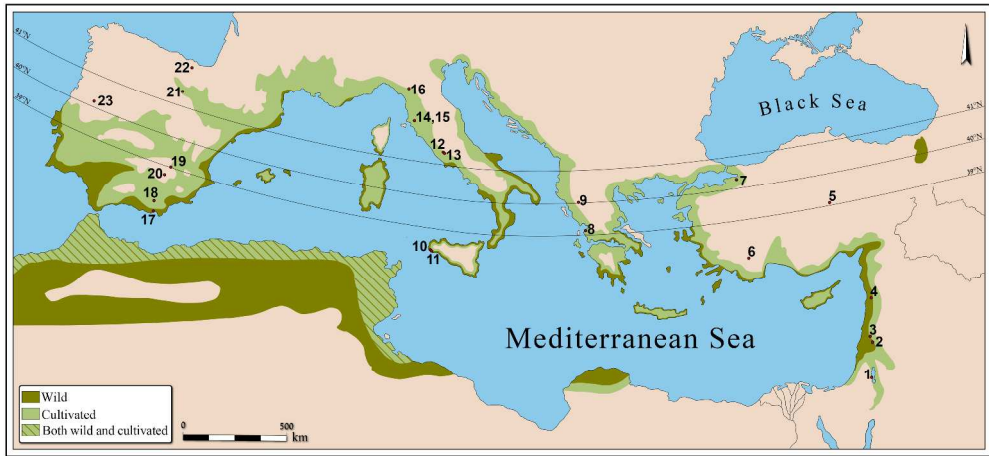 41°N
40°N
39°N
22
21
23
19
20
18
17
16
14,15
12
13
10
11
9
8
7
6
5
4
3
2
1
Black Sea
41°N
40°N
39°N
Mediterranean Sea
Wild
Cultivated
Both wild and cultivated
0
500
km